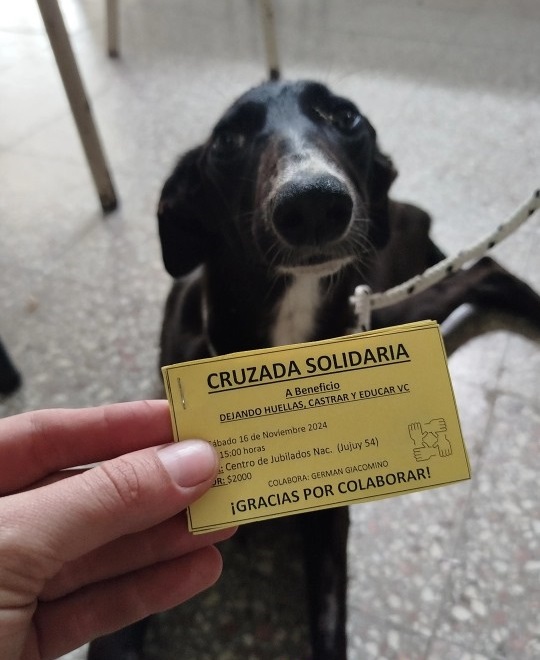 CRUZADA SOLIDARIA
A Beneficio
DEJANDO HUELLAS, CASTRAR Y EDUCAR VC
Sábado 16 de Noviembre 2024
15:00 horas
Centro de Jubilados Nac. (Jujuy 54)
$2000
COLABORA: GERMAN GIACOMINO
¡GRACIAS POR COLABORAR!